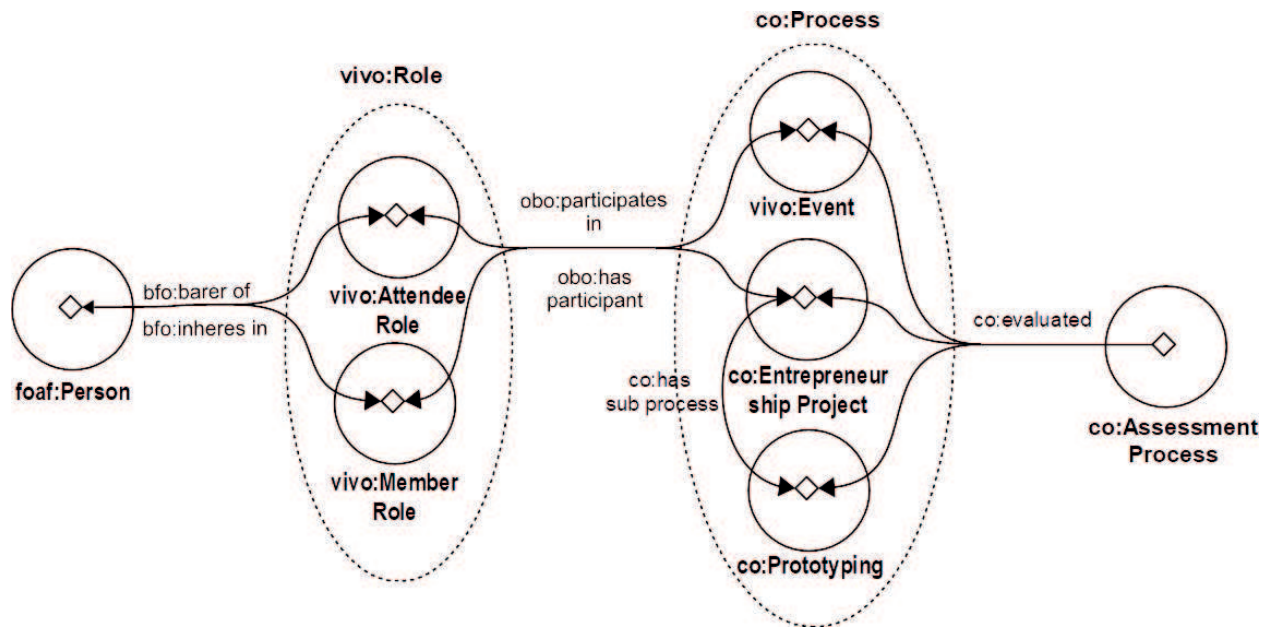 co:Process
vivo:Role
obo:participates
in
vivo:Event
bfo:barer of
vivo:Attendee
Role
obo:has
participant
co:evaluated
bfo:inheres in
foaf:Person
co:has
sub process
co:Entrepreneur
ship Project
co:Assessment
Process
vivo:Member
Role
co:Prototyping